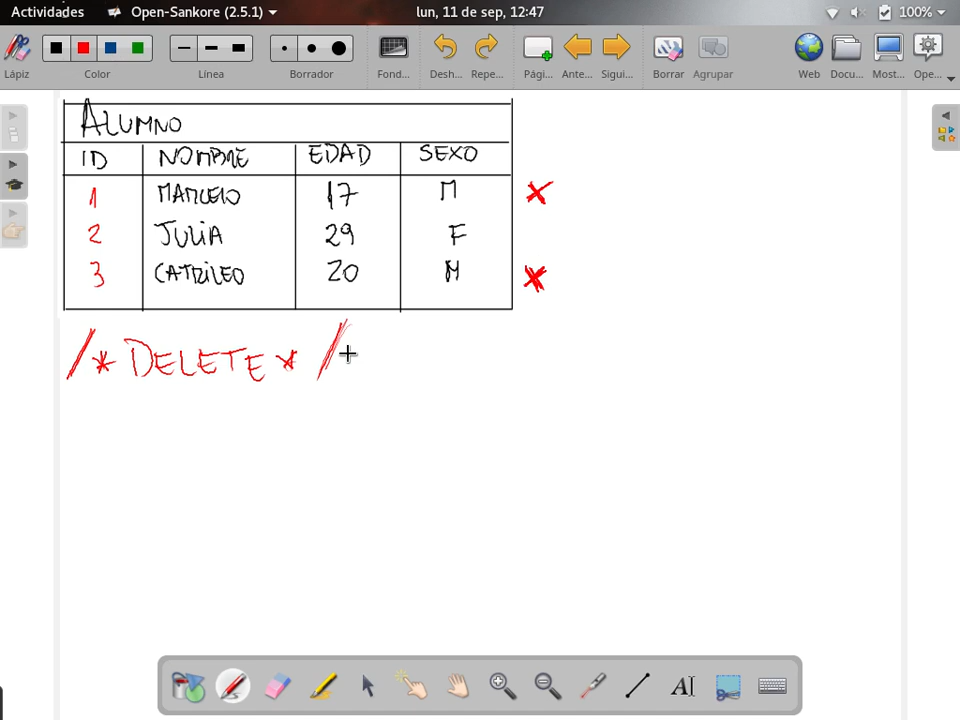 Actividades Open-Sankore (2.5.1) lun, 11 de sep, 12:47 100%
Lápiz Color Línea Borrador Fond... Desh... Repe... Pági... Ante... Sigui... Borrar Agrupar Web Docu... Most... Ope...
ALUMNO
ID NOMBRE EDAD SEXO
1 MARCELO 17 M
2 JULIA 29 F
3 CATRILEO 20 M
/* DELETE */